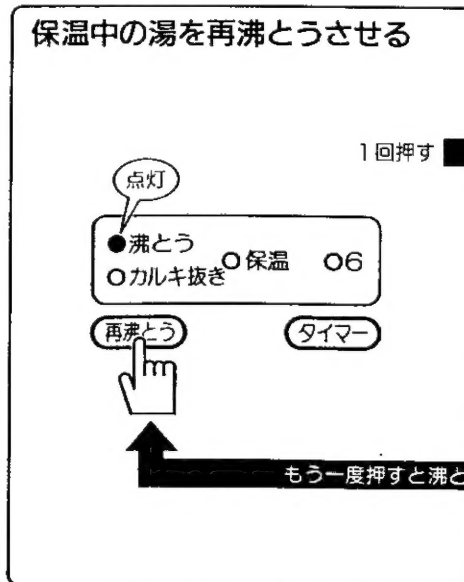 保温中の湯を再沸とうさせる
1回押す
点灯
沸とう
カルキ抜き
保温
6
再沸とう
タイマー
もう一度押すと沸と